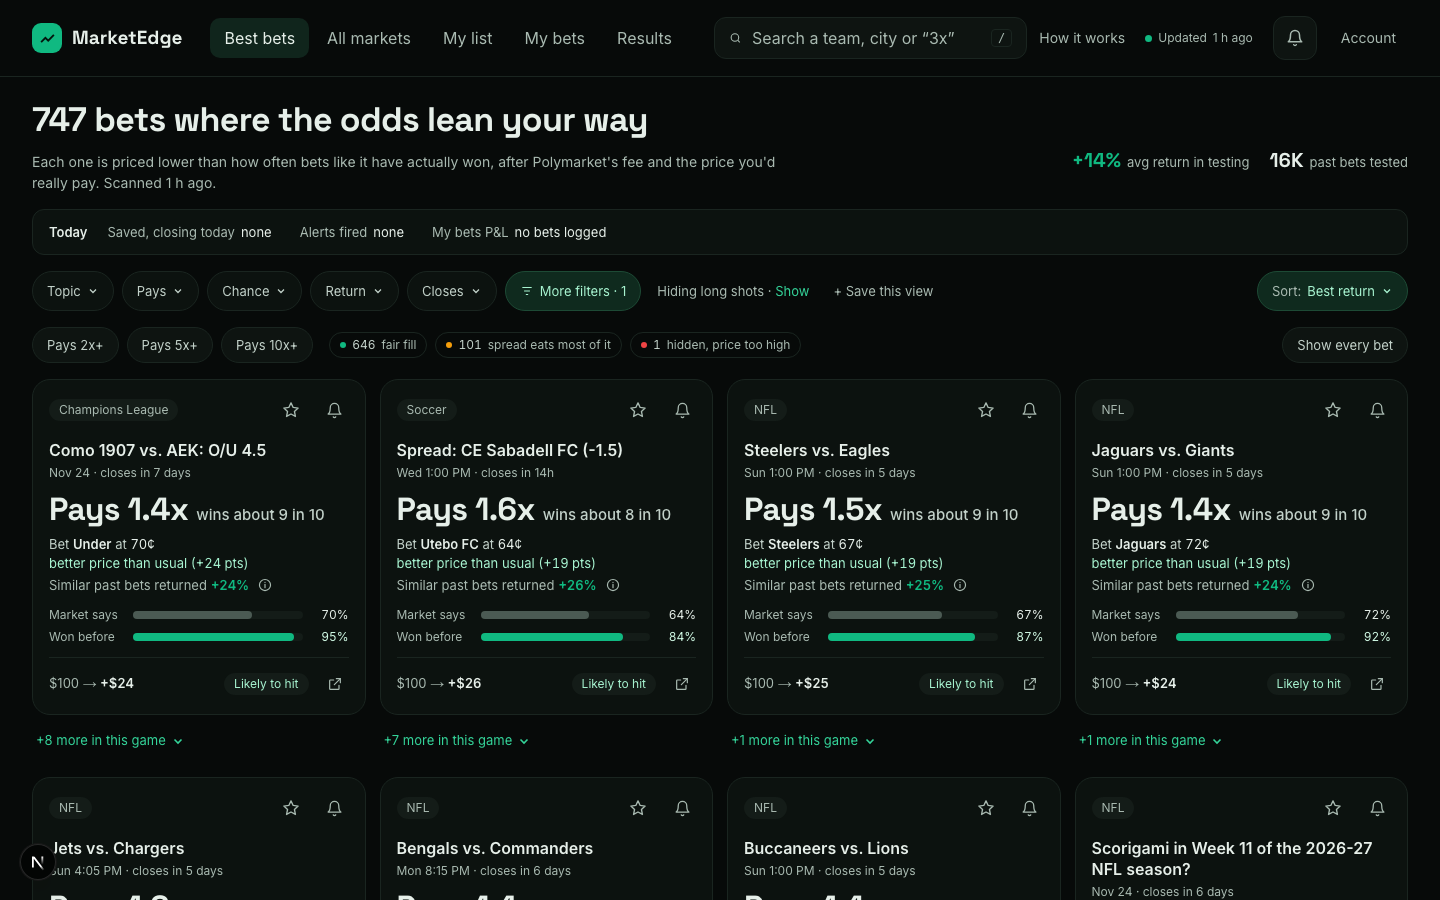 MarketEdge
Best bets
All markets
My list
My bets
Results
Search a team, city or “3x”
/
How it works
Updated 1 h ago
Account
747 bets where the odds lean your way
Each one is priced lower than how often bets like it have actually won, after Polymarket's fee and the price you'd
really pay. Scanned 1 h ago.
+14% avg return in testing
16K past bets tested
Today
Saved, closing today none
Alerts fired none
My bets P&L no bets logged
Topic
Pays
Chance
Return
Closes
More filters · 1
Hiding long shots · Show
+ Save this view
Sort: Best return
Pays 2x+
Pays 5x+
Pays 10x+
646 fair fill
101 spread eats most of it
1 hidden, price too high
Show every bet
Champions League
Como 1907 vs. AEK: O/U 4.5
Nov 24 · closes in 7 days
Pays 1.4x wins about 9 in 10
Bet Under at 70¢
better price than usual (+24 pts)
Similar past bets returned +24%
Market says 70%
Won before 95%
$100 → +$24
Likely to hit
+8 more in this game
Soccer
Spread: CE Sabadell FC (-1.5)
Wed 1:00 PM · closes in 14h
Pays 1.6x wins about 8 in 10
Bet Utebo FC at 64¢
better price than usual (+19 pts)
Similar past bets returned +26%
Market says 64%
Won before 84%
$100 → +$26
Likely to hit
+7 more in this game
NFL
Steelers vs. Eagles
Sun 1:00 PM · closes in 5 days
Pays 1.5x wins about 9 in 10
Bet Steelers at 67¢
better price than usual (+19 pts)
Similar past bets returned +25%
Market says 67%
Won before 87%
$100 → +$25
Likely to hit
+1 more in this game
NFL
Jaguars vs. Giants
Sun 1:00 PM · closes in 5 days
Pays 1.4x wins about 9 in 10
Bet Jaguars at 72¢
better price than usual (+19 pts)
Similar past bets returned +24%
Market says 72%
Won before 92%
$100 → +$24
Likely to hit
+1 more in this game
NFL
Jets vs. Chargers
Sun 4:05 PM · closes in 5 days
N
NFL
Bengals vs. Commanders
Mon 8:15 PM · closes in 6 days
NFL
Buccaneers vs. Lions
Sun 1:00 PM · closes in 5 days
NFL
Scorigami in Week 11 of the 2026-27
NFL season?
Nov 24 · closes in 6 days